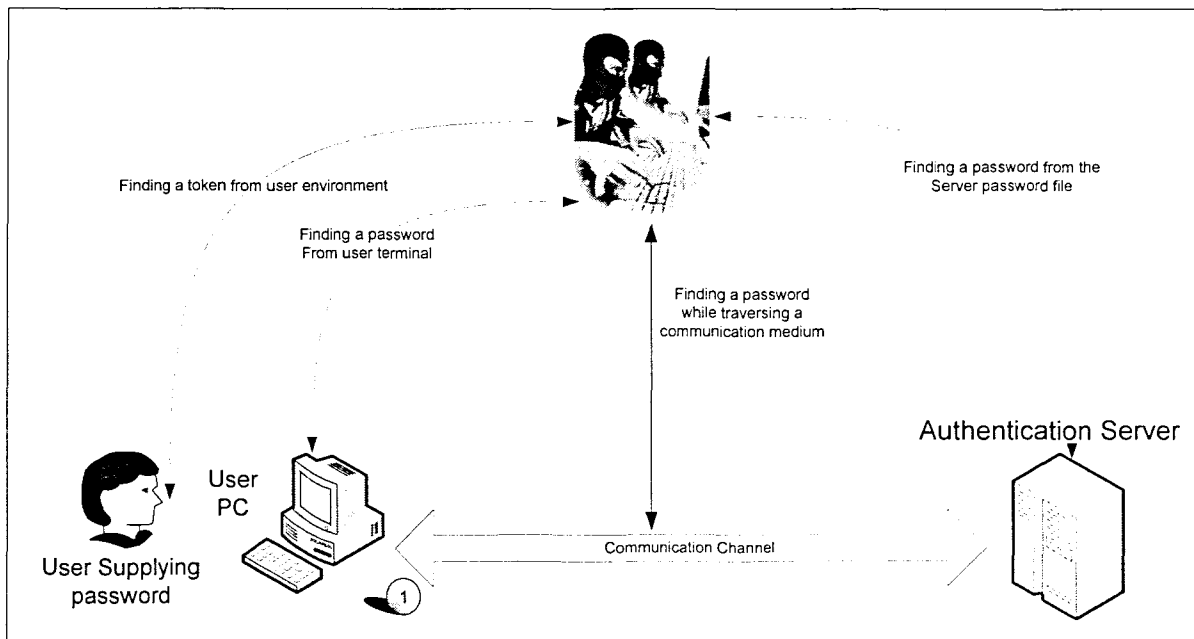 Finding a token from user environment
Finding a password from the
Server password file
Finding a password
From user terminal
Finding a password
while traversing a
communication medium
Authentication Server
User
PC
Communication Channel
User Supplying
password
1